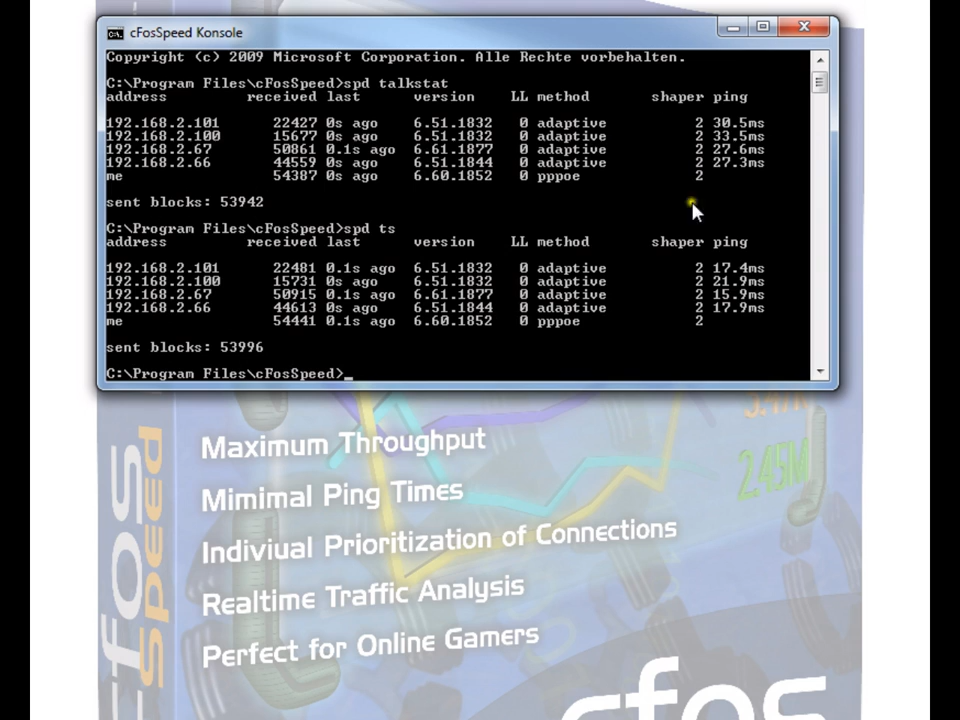 cFosSpeed Konsole
Copyright (c) 2009 Microsoft Corporation. Alle Rechte vorbehalten.
C:\Program Files\cFosSpeed>spd talkstat
address received last version LL method shaper ping
192.168.2.101 22427 0s ago 6.51.1832 0 adaptive 2 30.5ms
192.168.2.100 15677 0s ago 6.51.1832 0 adaptive 2 33.5ms
192.168.2.67 50861 0.1s ago 6.61.1877 0 adaptive 2 27.6ms
192.168.2.66 44559 0s ago 6.51.1844 0 adaptive 2 27.3ms
me 54387 0s ago 6.60.1852 0 pppoe 2
sent blocks: 53942
C:\Program Files\cFosSpeed>spd ts
address received last version LL method shaper ping
192.168.2.101 22481 0.1s ago 6.51.1832 0 adaptive 2 17.4ms
192.168.2.100 15731 0s ago 6.51.1832 0 adaptive 2 21.9ms
192.168.2.67 50915 0.1s ago 6.61.1877 0 adaptive 2 15.9ms
192.168.2.66 44613 0s ago 6.51.1844 0 adaptive 2 17.9ms
me 54441 0.1s ago 6.60.1852 0 pppoe 2
sent blocks: 53996
C:\Program Files\cFosSpeed>_
2.45M
Maximum Throughput
Mimimal Ping Times
Indiviual Prioritization of Connections
Realtime Traffic Analysis
Perfect for Online Gamers
cfos
speed
cfos